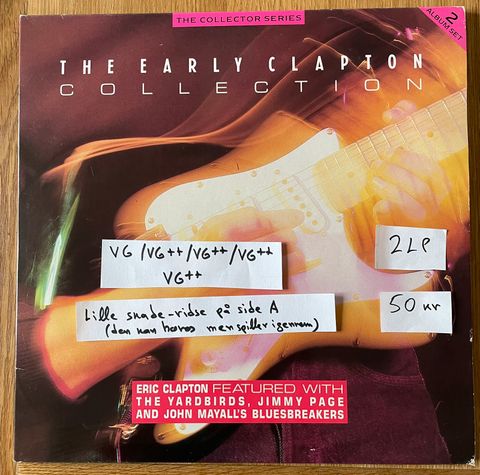 THE COLLECTOR SERIES
2
ALBUM SET
THE EARLY CLAPTON
COLLECTION
VG /VG++/VG++/VG++
VG++
2LP
Lille skade-ridse på side A
(den kan høres men spiller igennem)
50 kr
ERIC CLAPTON FEATURED WITH
THE YARDBIRDS, JIMMY PAGE
AND JOHN MAYALL'S BLUESBREAKERS